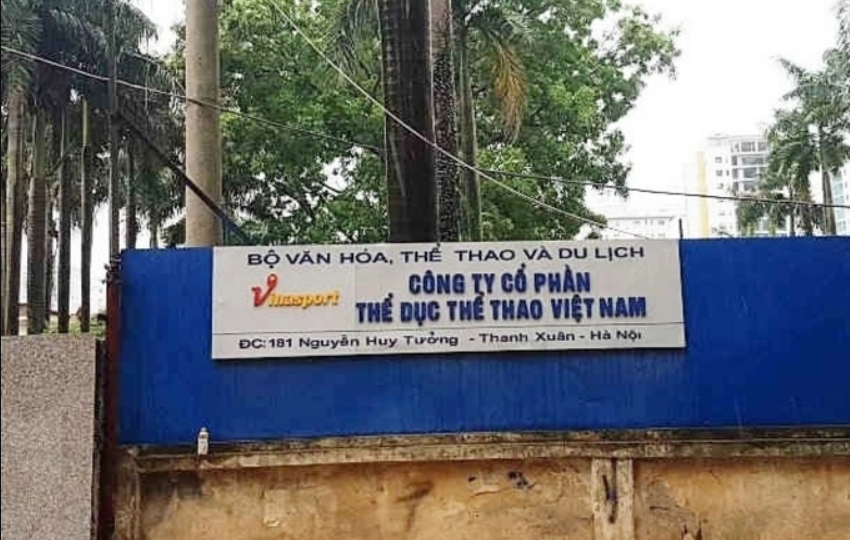 BỘ VĂN HÓA, THỂ THAO VÀ DU LỊCH
Vinasport
CÔNG TY CỔ PHẦN
THỂ DỤC THỂ THAO VIỆT NAM
ĐC: 181 Nguyễn Huy Tưởng - Thanh Xuân - Hà Nội